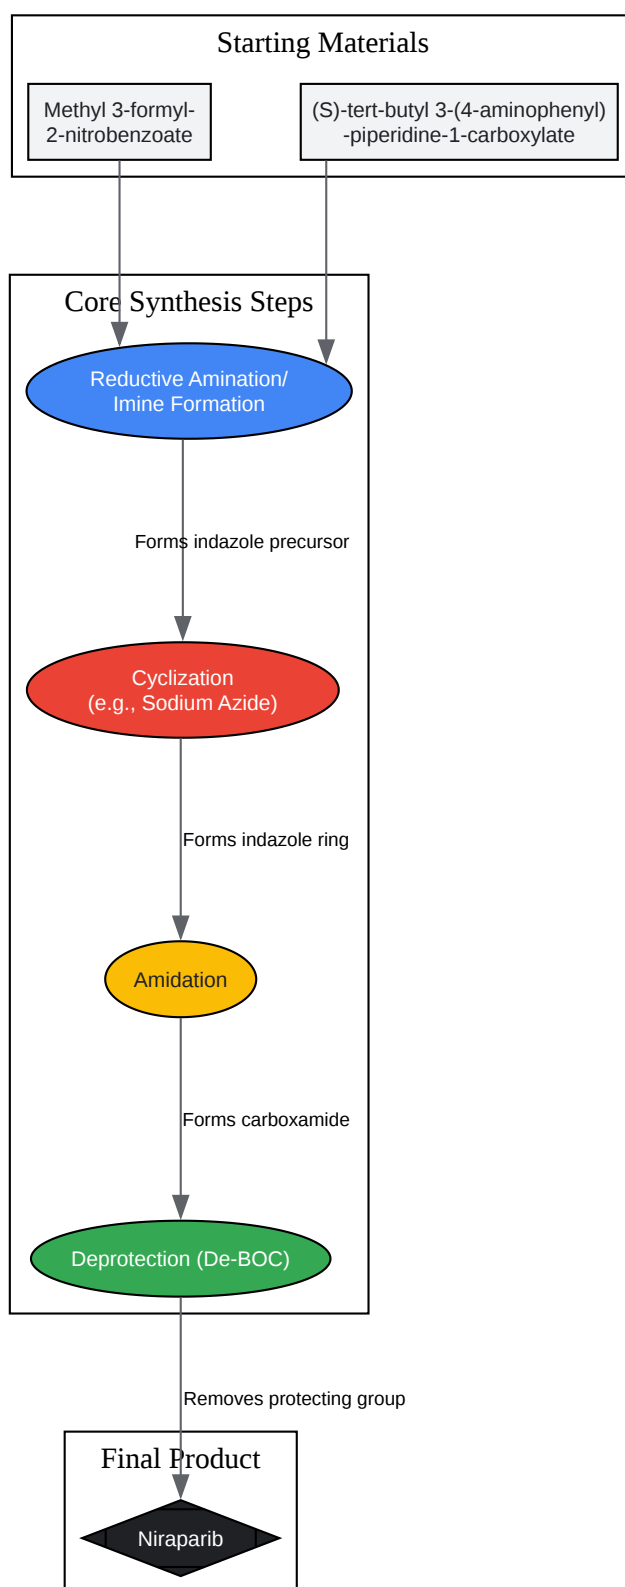 Starting Materials
Methyl 3-formyl-
2-nitrobenzoate
(S)-tert-butyl 3-(4-aminophenyl)
-piperidine-1-carboxylate
Core Synthesis Steps
Reductive Amination/
Imine Formation
Forms indazole precursor
Cyclization
(e.g., Sodium Azide)
Forms indazole ring
Amidation
Forms carboxamide
Deprotection (De-BOC)
Removes protecting group
Final Product
Niraparib